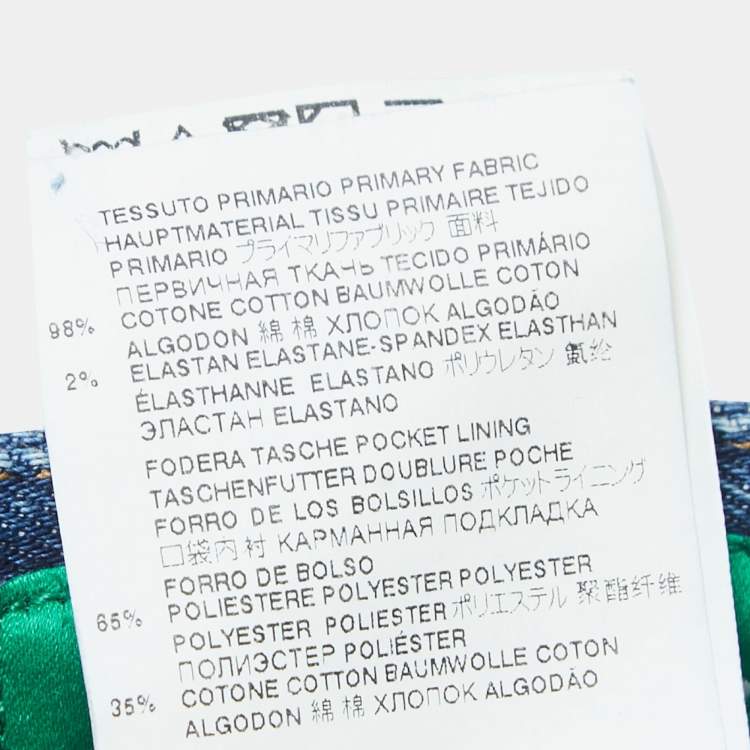 TESSUTO PRIMARIO PRIMARY FABRIC
HAUPTMATERIAL TISSU PRIMAIRE TEJIDO
PRIMARIO プライマリファブリック 面料
ПЕРВИЧНАЯ ТКАНЬ TECIDO PRIMÁRIO
98% COTONE COTTON BAUMWOLLE COTON
ALGODON 綿 棉 ХЛОПОК ALGODÃO
2% ELASTAN ELASTANE-SPANDEX ELASTHAN
ÉLASTHANNE ELASTANO ポリウレタン 氨纶
ЭЛАСТАН ELASTANO
FODERA TASCHE POCKET LINING
TASCHENFUTTER DOUBLURE POCHE
FORRO DE LOS BOLSILLOS ポケットライニング
口袋内衬 КАРМАННАЯ ПОДКЛАДКА
FORRO DE BOLSO
65% POLIESTERE POLYESTER POLYESTER
POLYESTER POLIESTER ポリエステル 聚酯纤维
ПОЛИЭСТЕР POLIÉSTER
35% COTONE COTTON BAUMWOLLE COTON
ALGODON 綿 棉 ХЛОПОК ALGODÃO